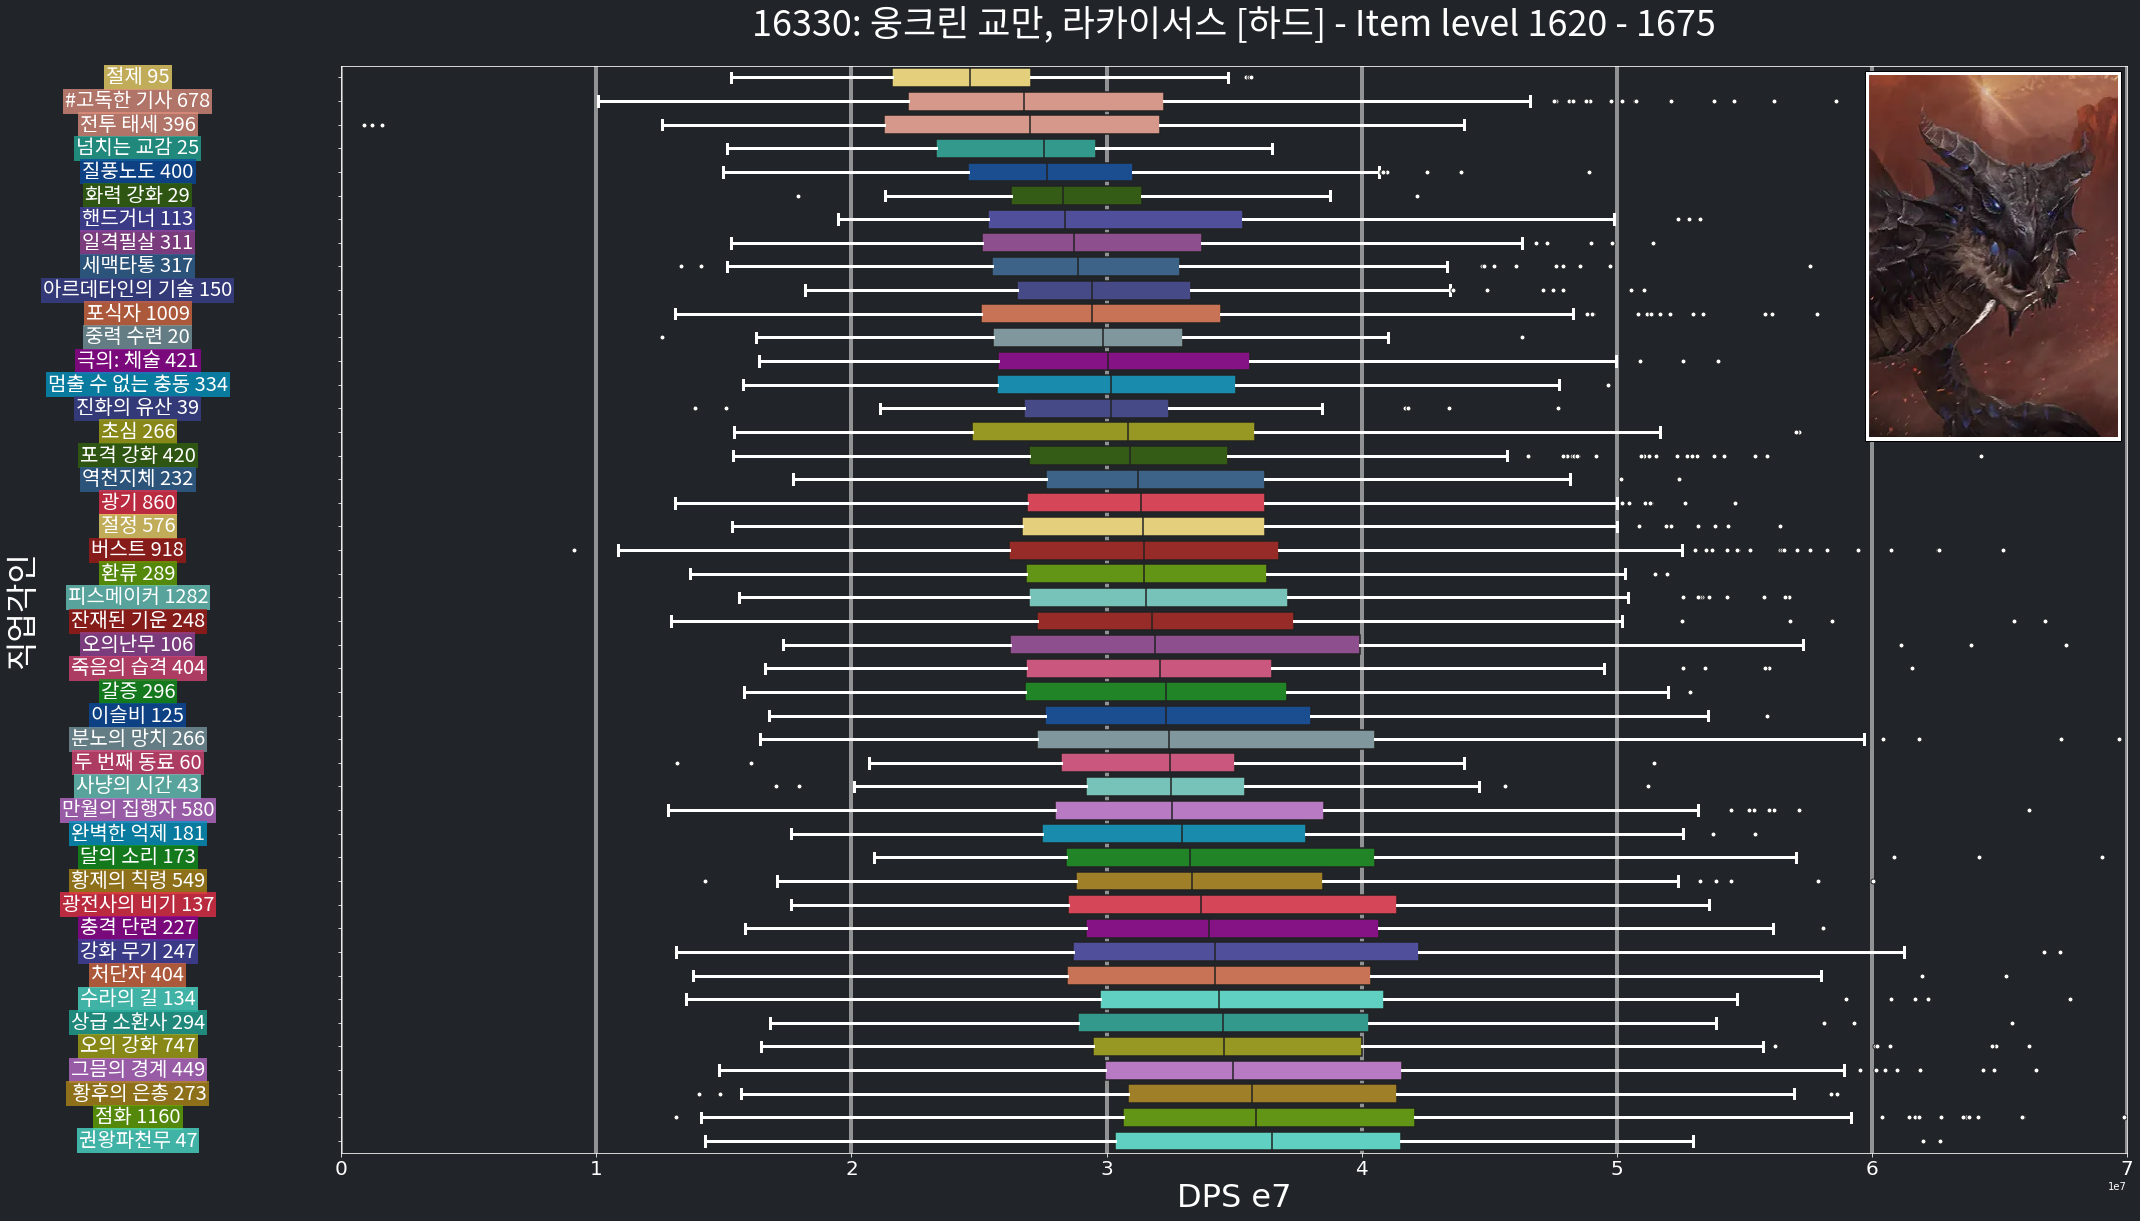 16330: 웅크린 교만, 라카이서스 [하드] - Item level 1620 - 1675
직업각인
절제 95
#고독한 기사 678
전투 태세 396
넘치는 교감 25
질풍노도 400
화력 강화 29
핸드거너 113
일격필살 311
세맥타통 317
아르데타인의 기술 150
포식자 1009
중력 수련 20
극의: 체술 421
멈출 수 없는 충동 334
진화의 유산 39
초심 266
포격 강화 420
역천지체 232
광기 860
절정 576
버스트 918
환류 289
피스메이커 1282
잔재된 기운 248
오의난무 106
죽음의 습격 404
갈증 296
이슬비 125
분노의 망치 266
두 번째 동료 60
사냥의 시간 43
만월의 집행자 580
완벽한 억제 181
달의 소리 173
황제의 칙령 549
광전사의 비기 137
충격 단련 227
강화 무기 247
처단자 404
수라의 길 134
상급 소환사 294
오의 강화 747
그믐의 경계 449
황후의 은총 273
점화 1160
권왕파천무 47
0 1 2 3 4 5 6 7
1e7
DPS e7